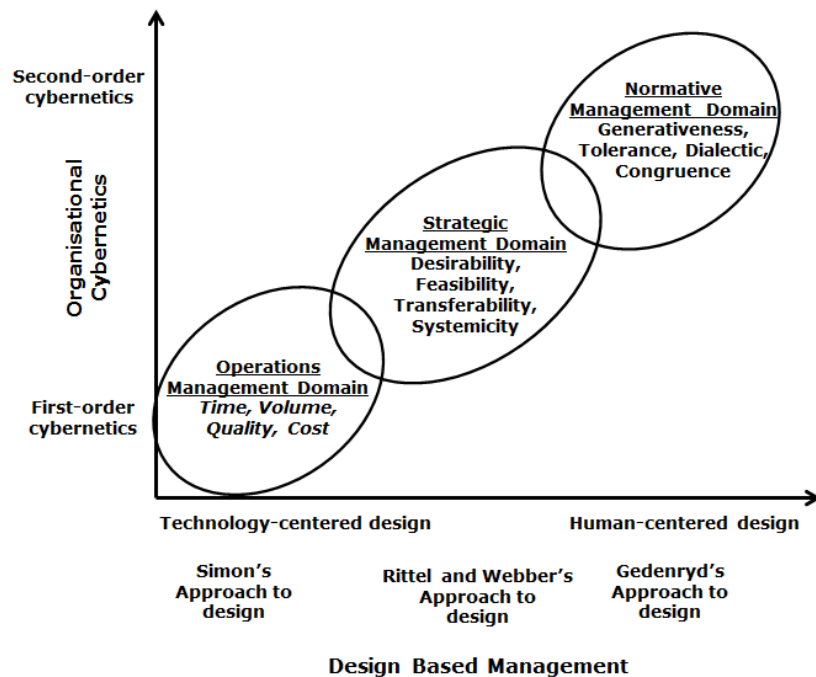 Second-order
cybernetics
Organisational
Cybernetics
First-order
cybernetics
Normative
Management Domain
Generativeness,
Tolerance, Dialectic,
Congruence
Strategic
Management Domain
Desirability,
Feasibility,
Transferability,
Systemicity
Operations
Management Domain
Time, Volume,
Quality, Cost
Technology-centered design
Human-centered design
Simon's
Approach to
design
Rittel and Webber's
Approach to
design
Gedenryd's
Approach to
design
Design Based Management